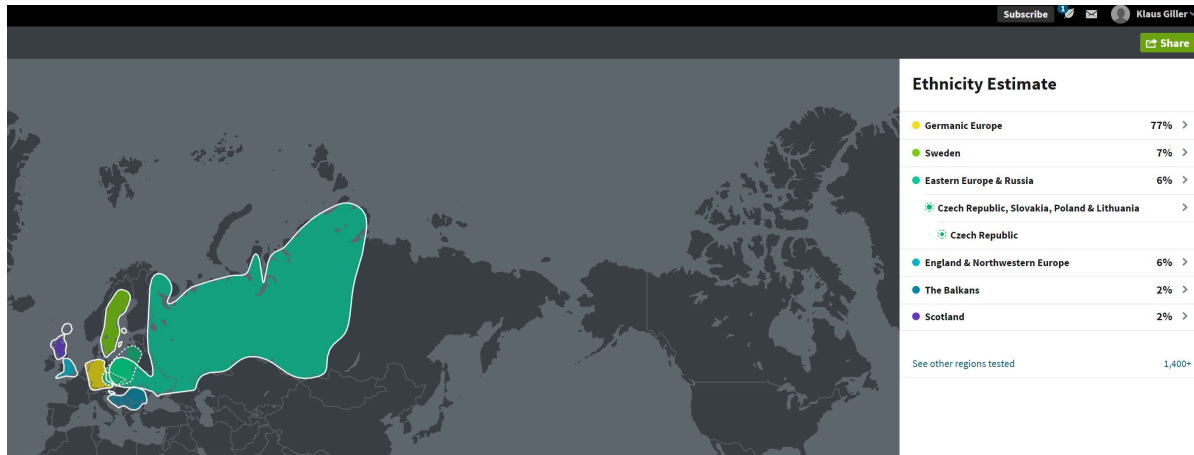 Subscribe 1 Klaus Giller
Share
Ethnicity Estimate
Germanic Europe 77%
Sweden 7%
Eastern Europe & Russia 6%
Czech Republic, Slovakia, Poland & Lithuania
Czech Republic
England & Northwestern Europe 6%
The Balkans 2%
Scotland 2%
See other regions tested 1,400+